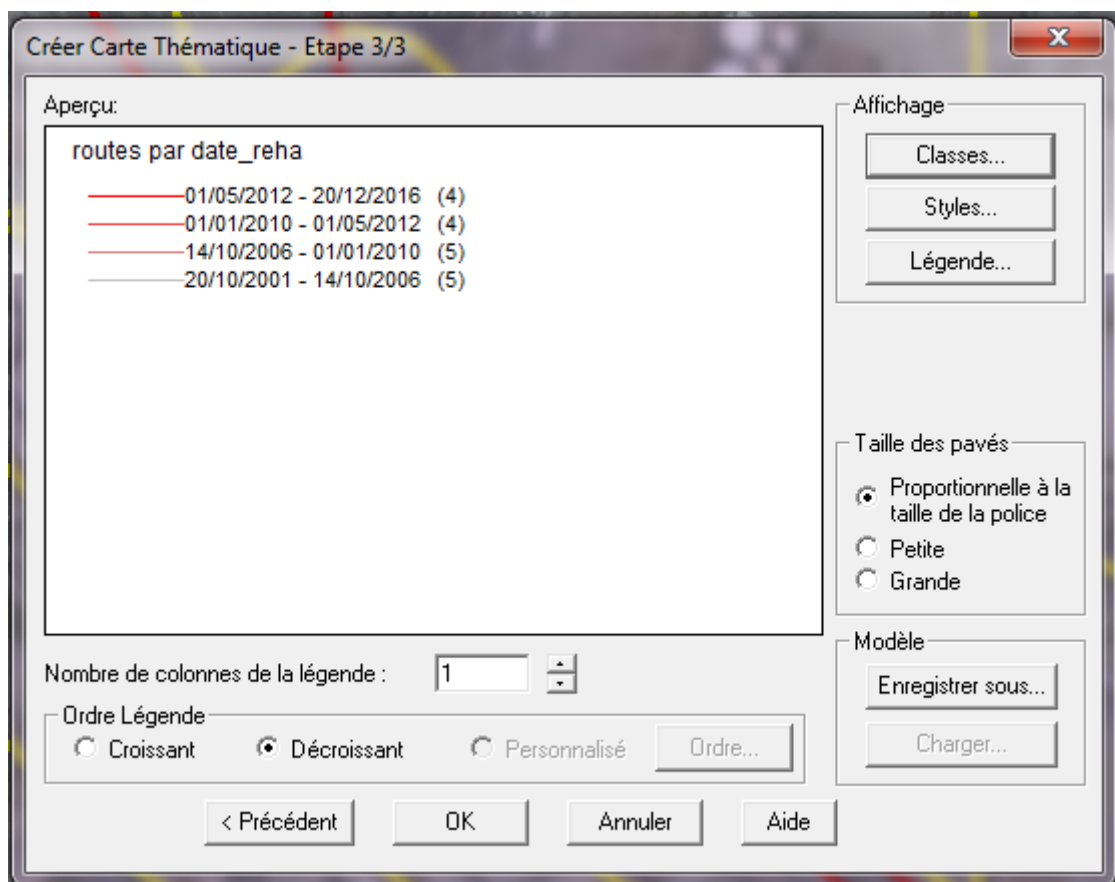 Créer Carte Thématique - Etape 3/3
Aperçu:
routes par date_reha
01/05/2012 - 20/12/2016 (4)
01/01/2010 - 01/05/2012 (4)
14/10/2006 - 01/01/2010 (5)
20/10/2001 - 14/10/2006 (5)
Affichage
Classes...
Styles...
Légende...
Taille des pavés
Proportionnelle à la
taille de la police
Petite
Grande
Nombre de colonnes de la légende : 1
Ordre Légende
Croissant Décroissant Personnalisé Ordre...
Modèle
Enregistrer sous...
Charger...
< Précédent OK Annuler Aide